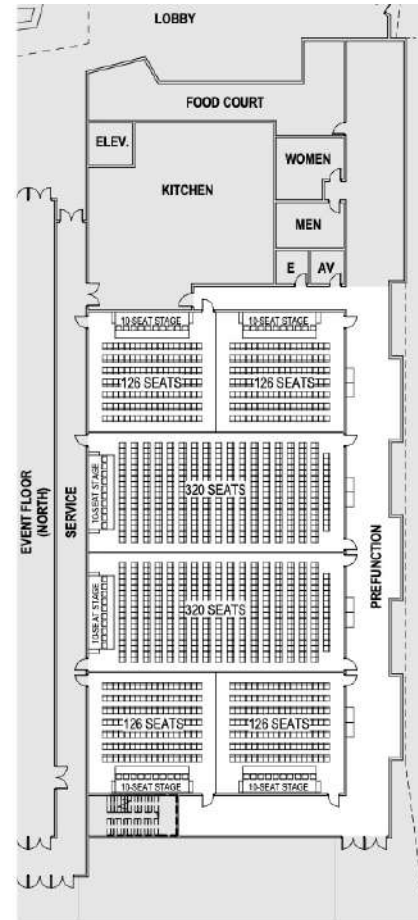 LOBBY
FOOD COURT
ELEV.
WOMEN
KITCHEN
MEN
E
AV
10-SEAT STAGE
10-SEAT STAGE
126 SEATS
126 SEATS
EVENT FLOOR
(NORTH)
SERVICE
10-SEAT STAGE
320 SEATS
PREFUNCTION
10-SEAT STAGE
320 SEATS
126 SEATS
126 SEATS
10-SEAT STAGE
10-SEAT STAGE